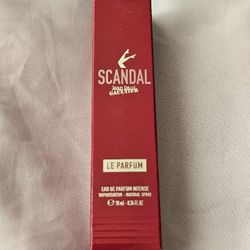 SCANDAL
Jean Paul
GAULTIER
LE PARFUM
EAU DE PARFUM INTENSE
VAPORISATEUR - NATURAL SPRAY
℮ 10 ml - 0.34 FL.OZ